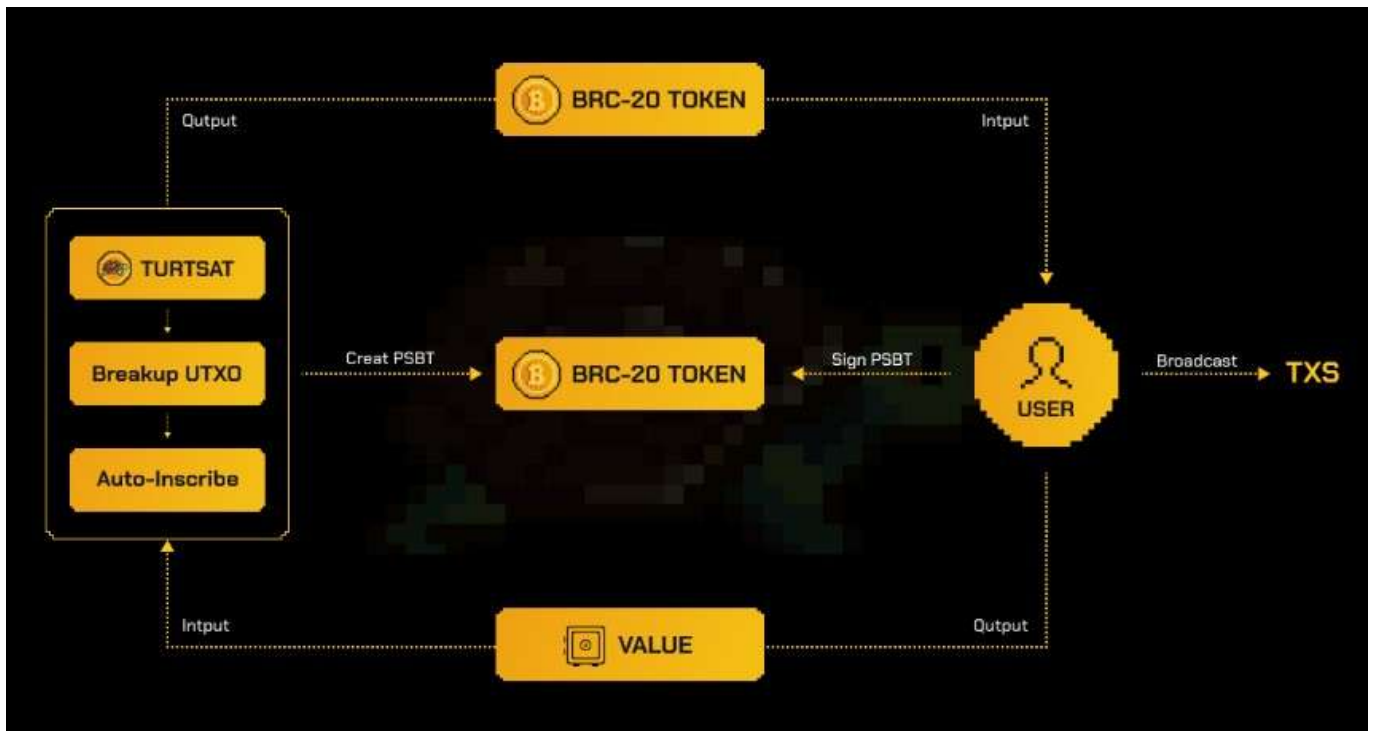 BRC-20 TOKEN
Qutput
Intput
TURTSAT
Breakup UTXO
Auto-Inscribe
Creat PSBT
BRC-20 TOKEN
Sign PSBT
USER
Broadcast
TXS
Intput
VALUE
Qutput